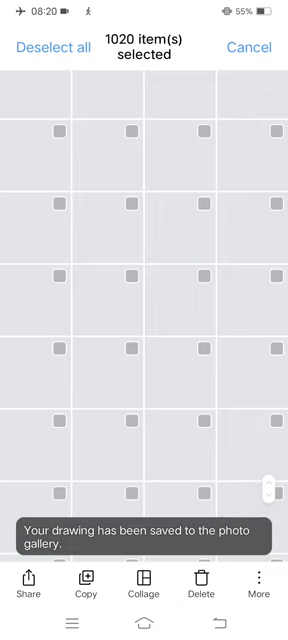 08:20
55%
Deselect all
1020 item(s)
selected
Cancel
Your drawing has been saved to the photo
gallery.
Share
Copy
Collage
Delete
More